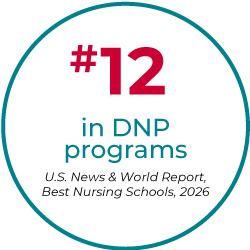 #12
in DNP
programs
U.S. News & World Report,
Best Nursing Schools, 2026